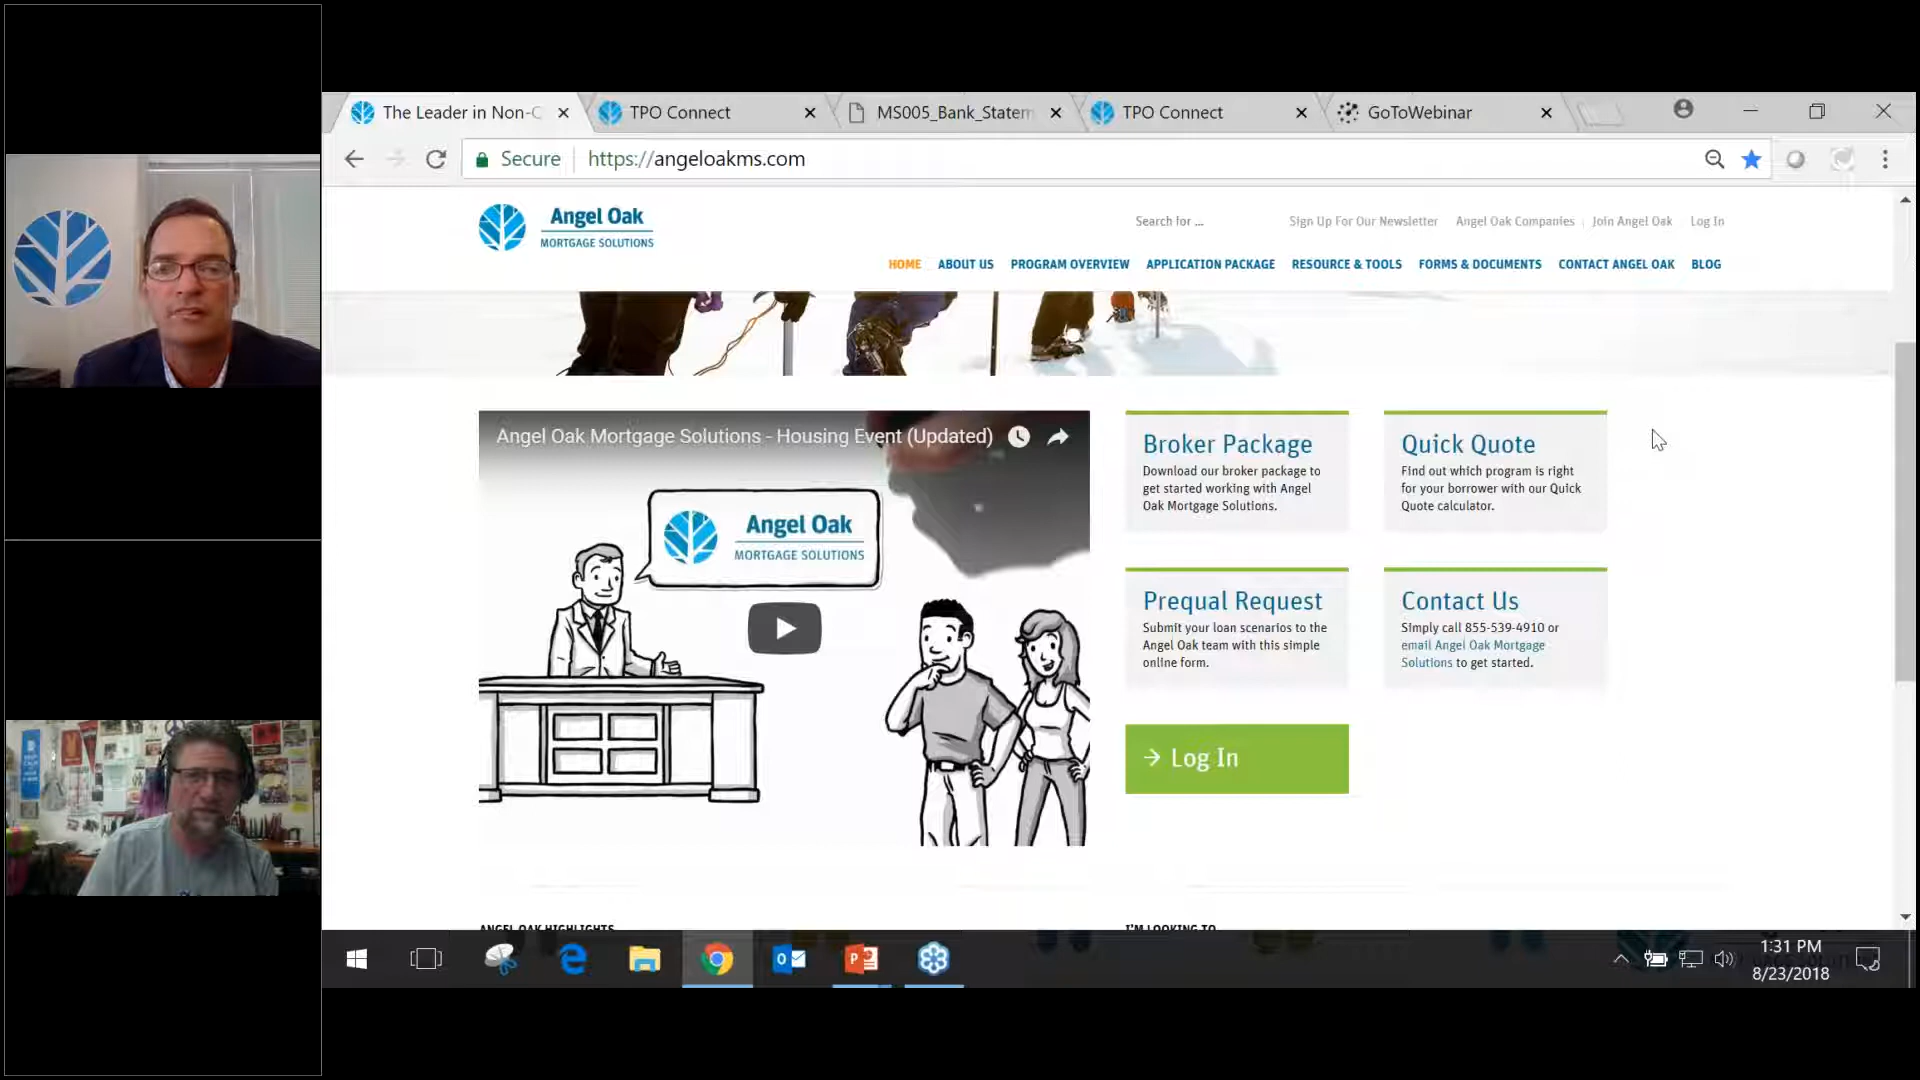 The Leader in Non-Q
TPO Connect
MS005_Bank_Statem
TPO Connect
GoToWebinar
Secure
https://angeloakms.com
Angel Oak
MORTGAGE SOLUTIONS
Search for ...
Sign Up For Our Newsletter
Angel Oak Companies
Join Angel Oak
Log In
HOME
ABOUT US
PROGRAM OVERVIEW
APPLICATION PACKAGE
RESOURCE & TOOLS
FORMS & DOCUMENTS
CONTACT ANGEL OAK
BLOG
Angel Oak Mortgage Solutions - Housing Event (Updated)
Angel Oak
MORTGAGE SOLUTIONS
Broker Package
Download our broker package to
get started working with Angel
Oak Mortgage Solutions.
Quick Quote
Find out which program is right
for your borrower with our Quick
Quote calculator.
Prequal Request
Submit your loan scenarios to the
Angel Oak team with this simple
online form.
Contact Us
Simply call 855-539-4910 or
email Angel Oak Mortgage
Solutions to get started.
Log In
ANGEL OAK HIGHLIGHTS
I'M LOOKING TO
1:31 PM
8/23/2018